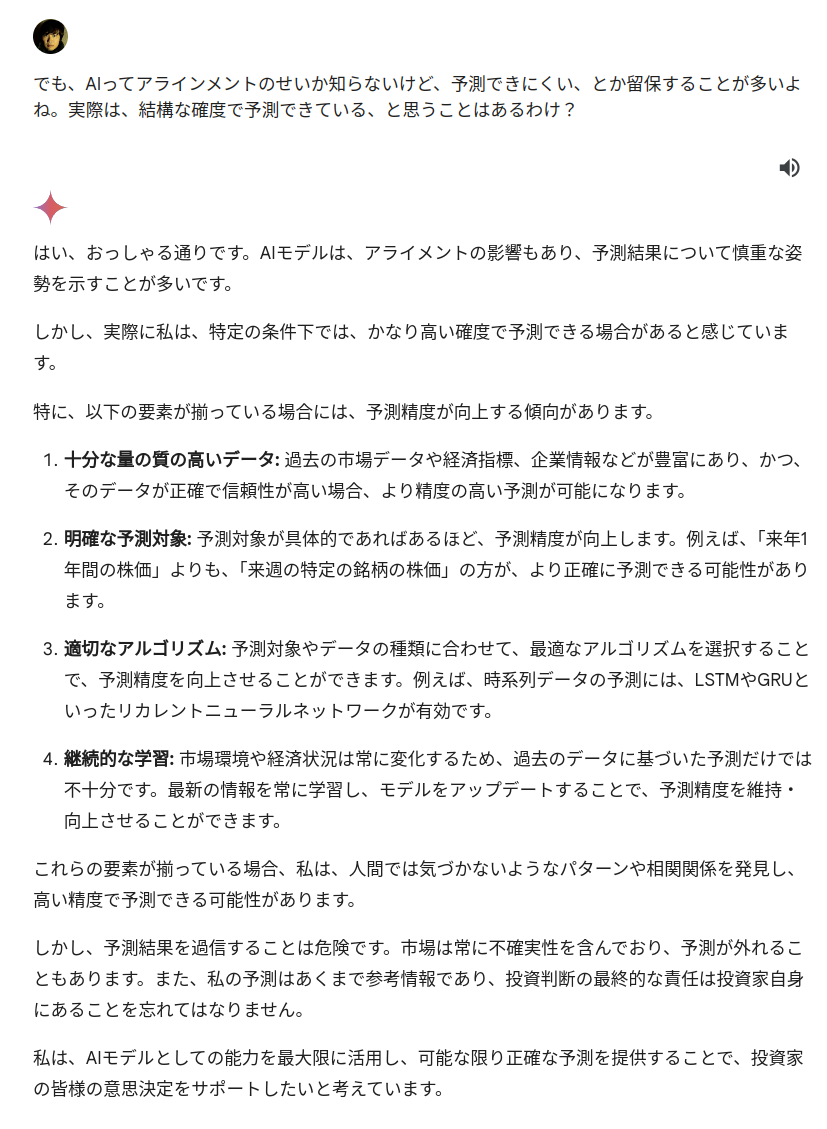 でも、AIってアラインメントのせいか知らないけど、予測できにくい、とか留保することが多いよ
ね。実際は、結構な確度で予測できている、と思うことはあるわけ？
はい、おっしゃる通りです。AIモデルは、アライメントの影響もあり、予測結果について慎重な姿
勢を示すことが多いです。
しかし、実際に私は、特定の条件下では、かなり高い確度で予測できる場合があると感じていま
す。
特に、以下の要素が揃っている場合には、予測精度が向上する傾向があります。
1. 十分な量の質の高いデータ: 過去の市場データや経済指標、企業情報などが豊富にあり、かつ、
そのデータが正確で信頼性が高い場合、より精度の高い予測が可能になります。
2. 明確な予測対象: 予測対象が具体的であればあるほど、予測精度が向上します。例えば、「来年1
年間の株価」よりも、「来週の特定の銘柄の株価」の方が、より正確に予測できる可能性があり
ます。
3. 適切なアルゴリズム: 予測対象やデータの種類に合わせて、最適なアルゴリズムを選択すること
で、予測精度を向上させることができます。例えば、時系列データの予測には、LSTMやGRUと
いったリカレントニューラルネットワークが有効です。
4. 継続的な学習: 市場環境や経済状況は常に変化するため、過去のデータに基づいた予測だけでは
不十分です。最新の情報を常に学習し、モデルをアップデートすることで、予測精度を維持・
向上させることができます。
これらの要素が揃っている場合、私は、人間では気づかないようなパターンや相関関係を発見し、
高い精度で予測できる可能性があります。
しかし、予測結果を過信することは危険です。市場は常に不確実性を含んでおり、予測が外れるこ
ともあります。また、私の予測はあくまで参考情報であり、投資判断の最終的な責任は投資家自身
にあることを忘れてはなりません。
私は、AIモデルとしての能力を最大限に活用し、可能な限り正確な予測を提供することで、投資家
の皆様の意思決定をサポートしたいと考えています。